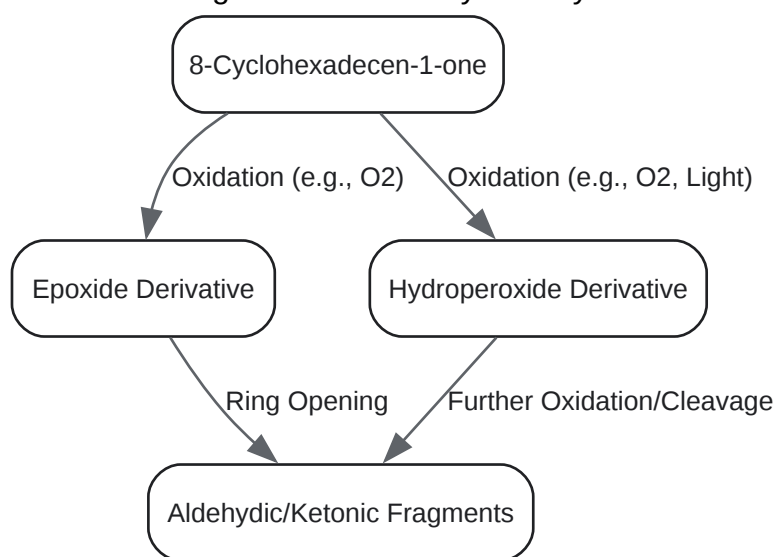 8-Cyclohexadecen-1-one
Oxidation (e.g., O2)
Oxidation (e.g., O2, Light)
Epoxide Derivative
Hydroperoxide Derivative
Ring Opening
Further Oxidation/Cleavage
Aldehydic/Ketonic Fragments